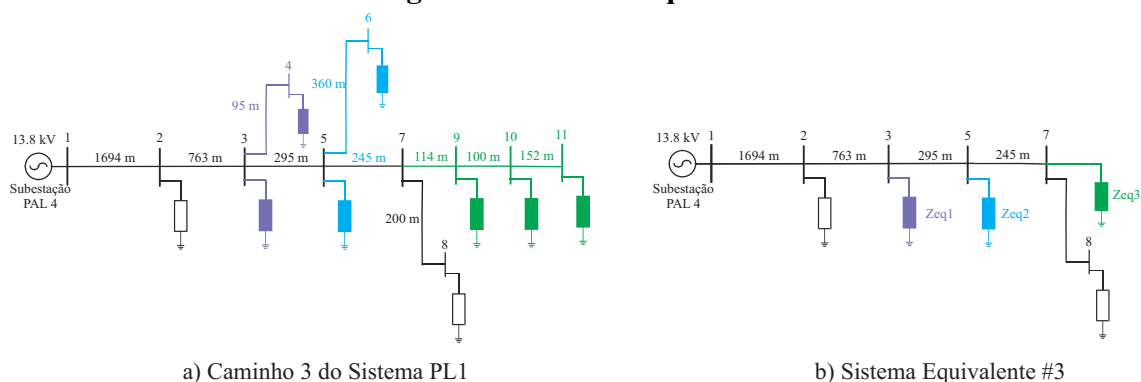 6
4
360 m
95 m
13.8 kV
1
2
3
5
7
9
10
11
1694 m
763 m
295 m
245 m
114 m
100 m
152 m
Subestação
PAL 4
200 m
8
a) Caminho 3 do Sistema PL1
13.8 kV
1
2
3
5
7
1694 m
763 m
295 m
245 m
Subestação
PAL 4
Zeq1
Zeq2
Zeq3
8
b) Sistema Equivalente #3